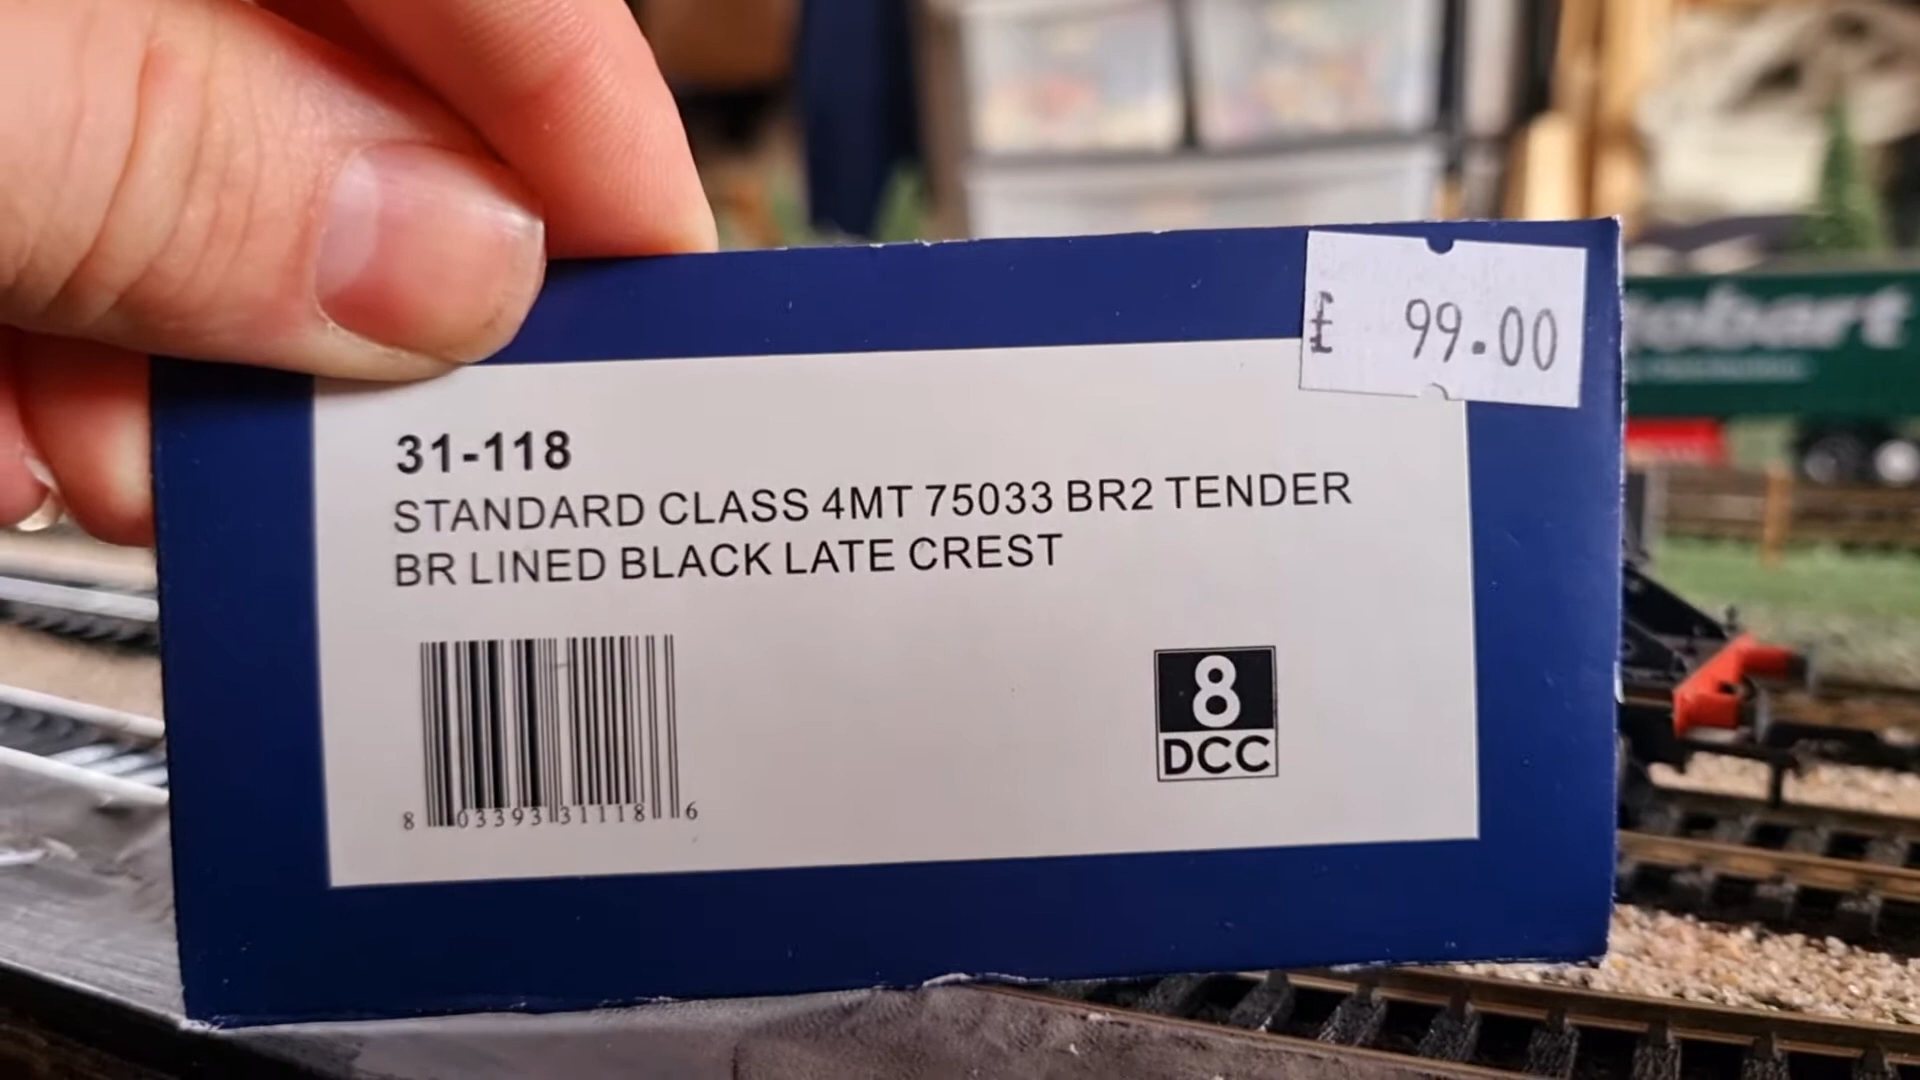 £ 99.00
31-118
STANDARD CLASS 4MT 75033 BR2 TENDER
BR LINED BLACK LATE CREST
8 03393 31118 6
8
DCC